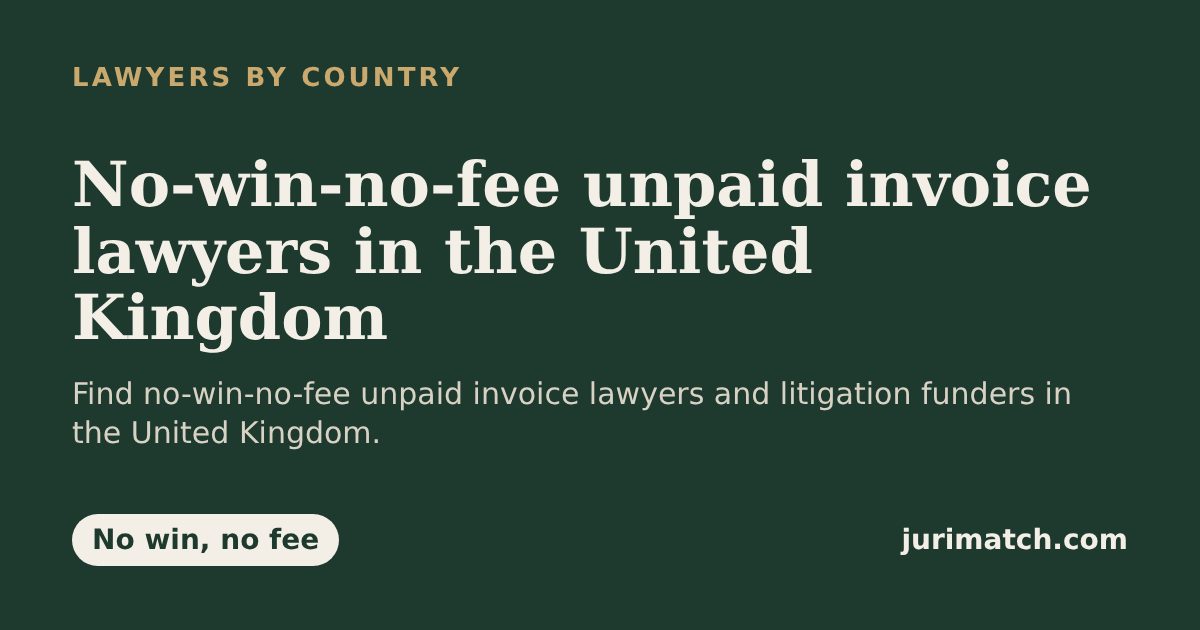 LAWYERS BY COUNTRY
No-win-no-fee unpaid invoice
lawyers in the United
Kingdom
Find no-win-no-fee unpaid invoice lawyers and litigation funders in
the United Kingdom.
No win, no fee
jurimatch.com